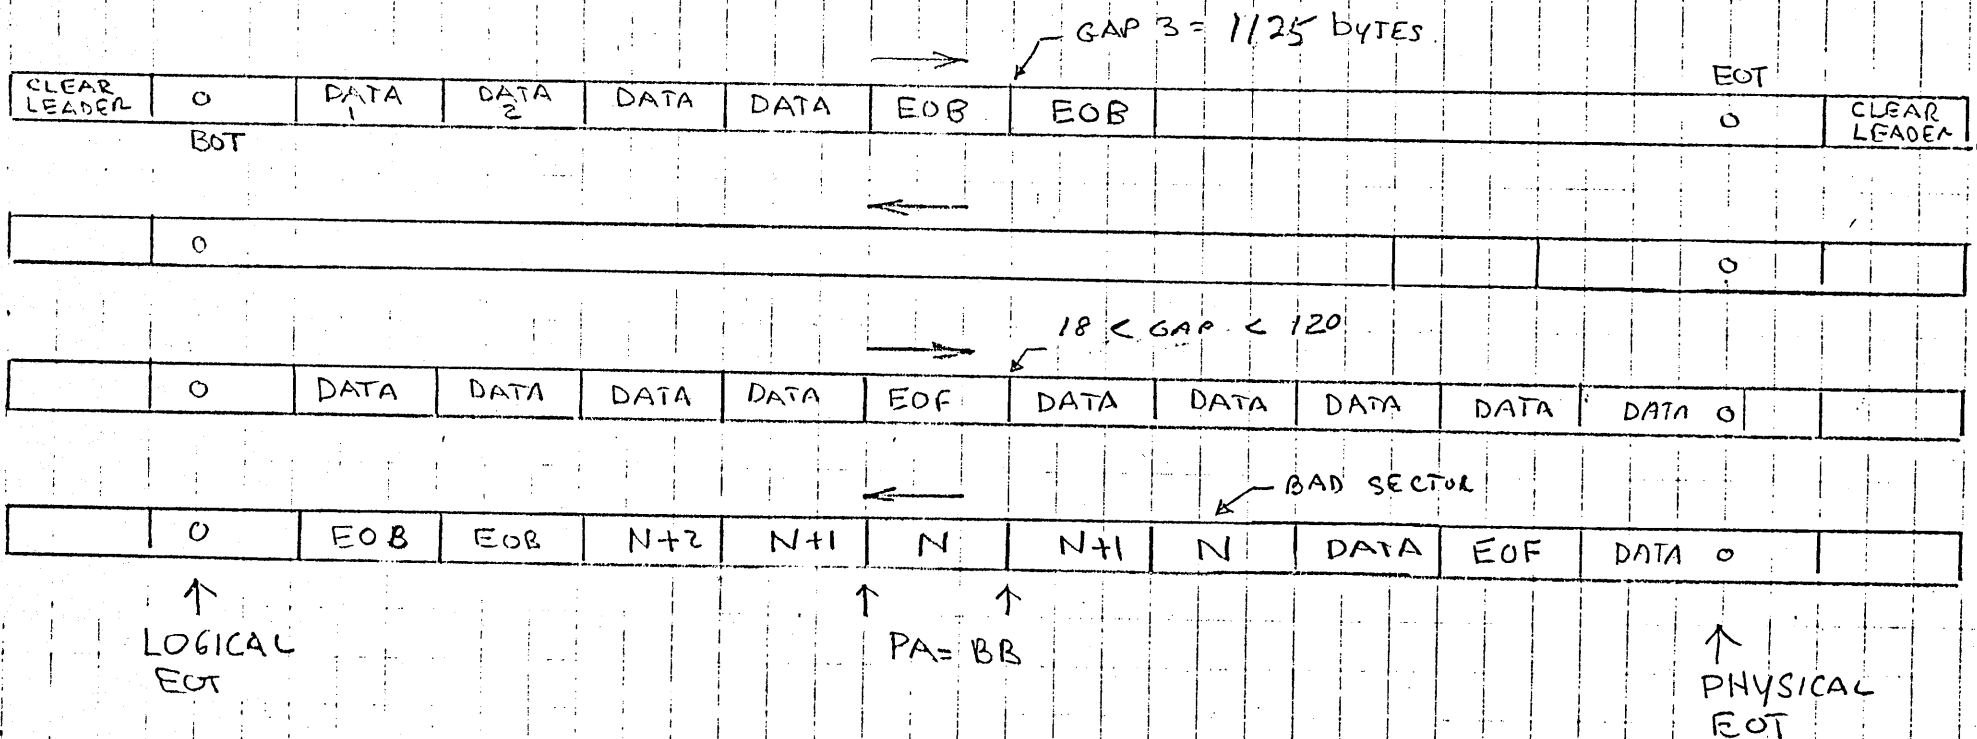 GAP 3 = 1125 bYTES
EOT
CLEAR LEADER 0 DATA 1 DATA 2 DATA DATA EOB EOB 0 CLEAR LEADER
BOT
0 0
18 < GAP < 120
0 DATA DATA DATA DATA EOF DATA DATA DATA DATA DATA 0
BAD SECTOR
0 EOB EOB N+2 N+1 N N+1 N DATA EOF DATA 0
LOGICAL EOT
PA = BB
PHYSICAL EOT